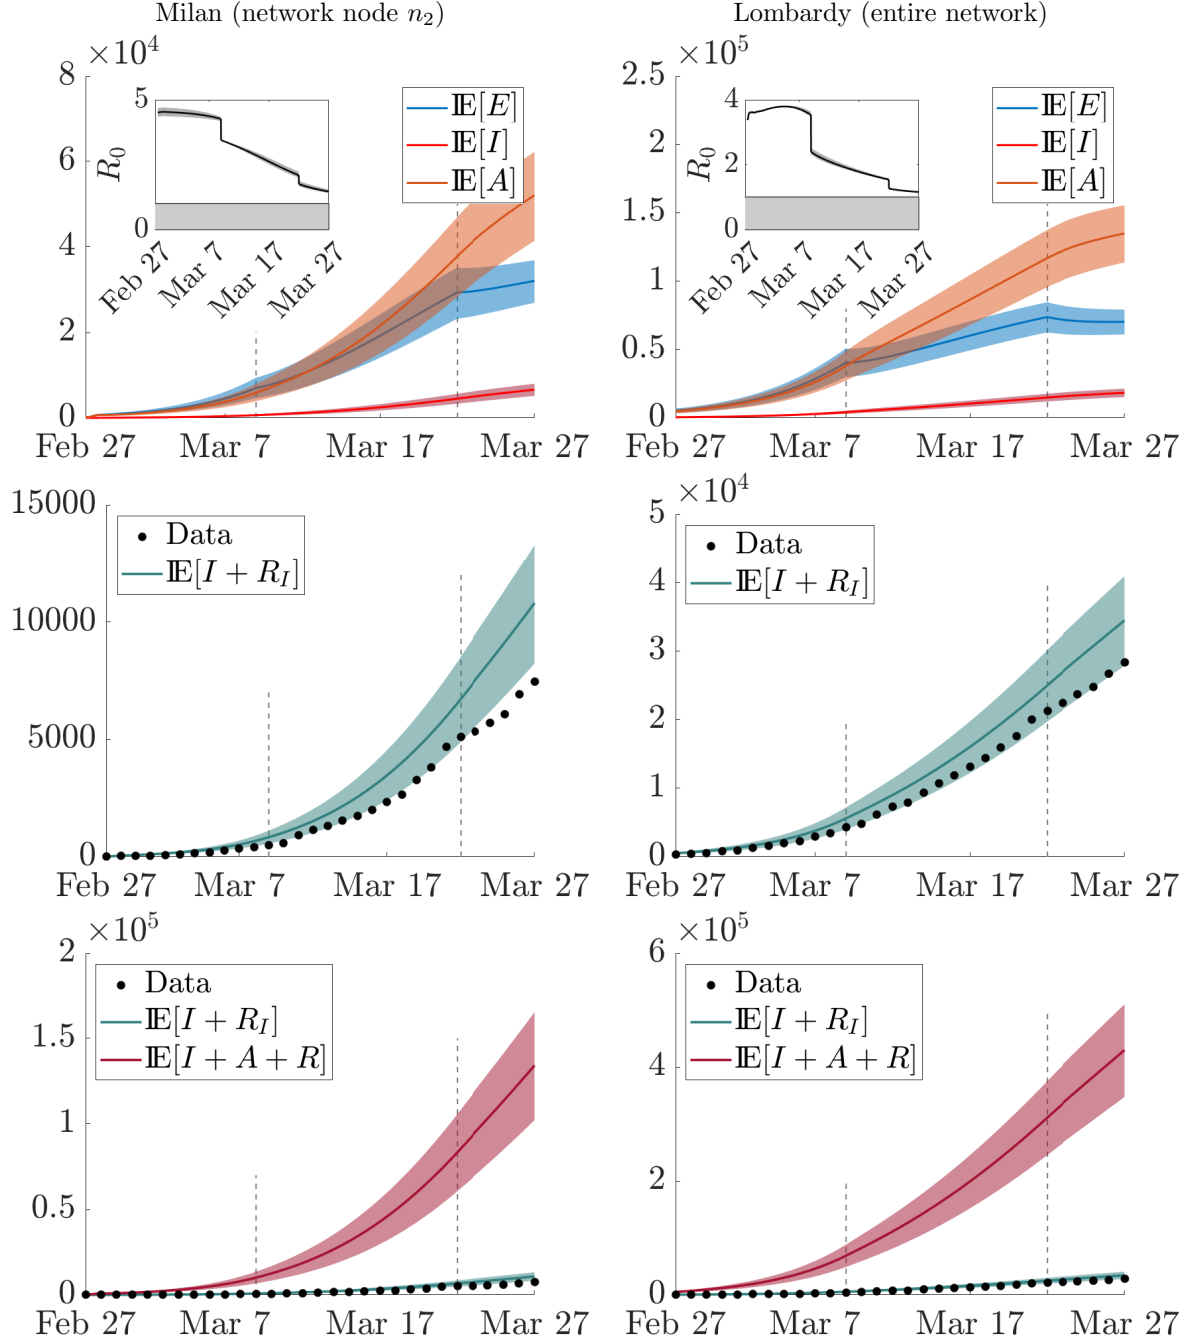 Milan (network node n₂)
Lombardy (entire network)
×10⁴
8
6
4
2
0
Feb 27
Mar 7
Mar 17
Mar 27
𝔼[E]
𝔼[I]
𝔼[A]
R₀
5
0
Feb 27
Mar 7
Mar 17
Mar 27
×10⁵
2.5
2
1.5
1
0.5
0
Feb 27
Mar 7
Mar 17
Mar 27
𝔼[E]
𝔼[I]
𝔼[A]
R₀
4
2
0
Feb 27
Mar 7
Mar 17
Mar 27
15000
10000
5000
0
Feb 27
Mar 7
Mar 17
Mar 27
Data
𝔼[I + R_I]
×10⁴
5
4
3
2
1
0
Feb 27
Mar 7
Mar 17
Mar 27
Data
𝔼[I + R_I]
×10⁵
2
1.5
1
0.5
0
Feb 27
Mar 7
Mar 17
Mar 27
Data
𝔼[I + R_I]
𝔼[I + A + R]
×10⁵
6
4
2
0
Feb 27
Mar 7
Mar 17
Mar 27
Data
𝔼[I + R_I]
𝔼[I + A + R]